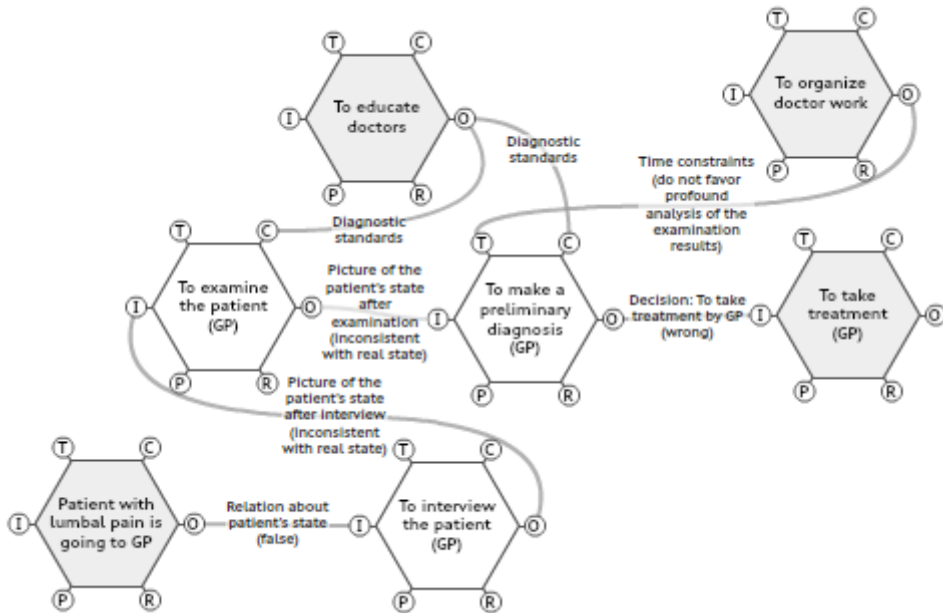 T
C
T
C
I
To educate
doctors
O
I
To organize
doctor work
O
Diagnostic
standards
Time constraints
(do not favor
profound
analysis of the
examination
results)
P
R
P
R
Diagnostic
standards
T
C
T
C
T
C
I
To examine
the patient
(GP)
O
Picture of the
patient's state
after
examination
(inconsistent
with real state)
I
To make a
preliminary
diagnosis
(GP)
O
Decision: To take
treatment by GP
(wrong)
I
To take
treatment
(GP)
O
P
R
P
R
P
R
Picture of the
patient's state
after interview
(inconsistent
with real state)
T
C
T
C
I
Patient with
lumbal pain is
going to GP
O
Relation about
patient's state
(false)
I
To interview
the patient
(GP)
O
P
R
P
R